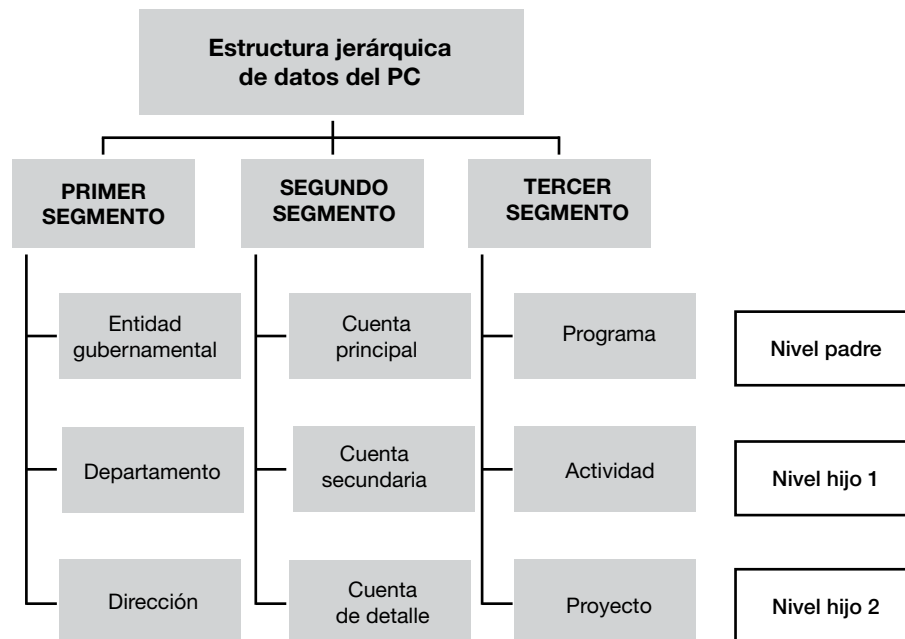 Estructura jerárquica
de datos del PC
PRIMER
SEGMENTO
SEGUNDO
SEGMENTO
TERCER
SEGMENTO
Entidad
gubernamental
Cuenta
principal
Programa
Nivel padre
Departamento
Cuenta
secundaria
Actividad
Nivel hijo 1
Dirección
Cuenta
de detalle
Proyecto
Nivel hijo 2